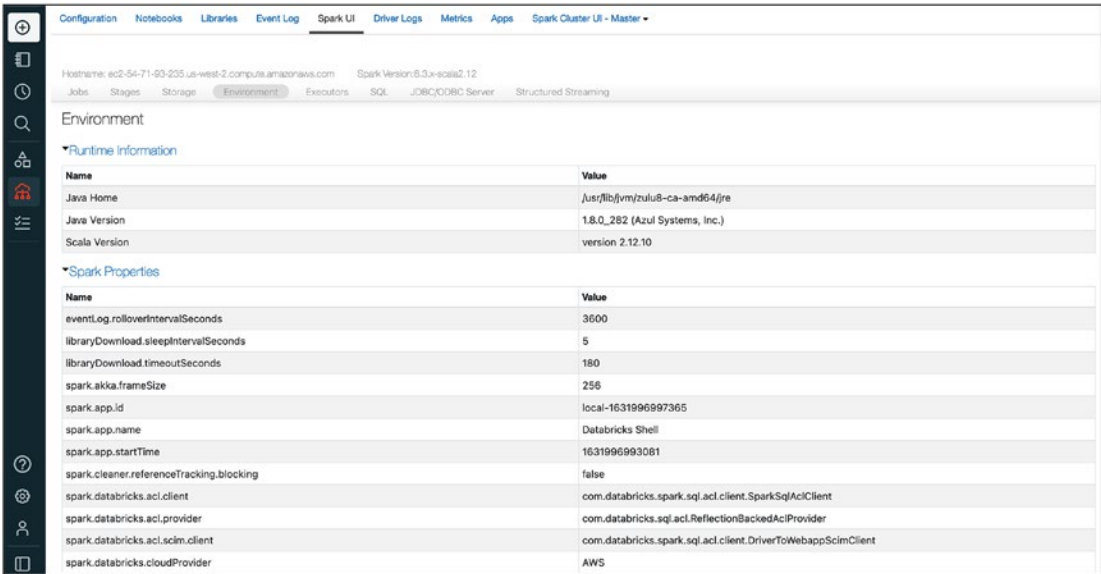 Configuration Notebooks Libraries Event Log Spark UI Driver Logs Metrics Apps Spark Cluster UI - Master
Hostname: ec2-54-71-93-235.us-west-2.compute.amazonaws.com Spark Version: 8.3.x-scala2.12
Jobs Stages Storage Environment Executors SQL JDBC/ODBC Server Structured Streaming
Environment
Runtime Information
Name Value
Java Home /usr/lib/jvm/zulu8-ca-amd64/jre
Java Version 1.8.0_282 (Azul Systems, Inc.)
Scala Version version 2.12.10
Spark Properties
Name Value
eventLog.rolloverIntervalSeconds 3600
libraryDownload.sleepIntervalSeconds 5
libraryDownload.timeoutSeconds 180
spark.akka.frameSize 256
spark.app.id local-1631996997365
spark.app.name Databricks Shell
spark.app.startTime 1631996993081
spark.cleaner.referenceTracking.blocking false
spark.databricks.acl.client com.databricks.spark.sql.acl.client.SparkSqlAclClient
spark.databricks.acl.provider com.databricks.sql.acl.ReflectionBackedAclProvider
spark.databricks.acl.scim.client com.databricks.spark.sql.acl.client.DriverToWebappScimClient
spark.databricks.cloudProvider AWS